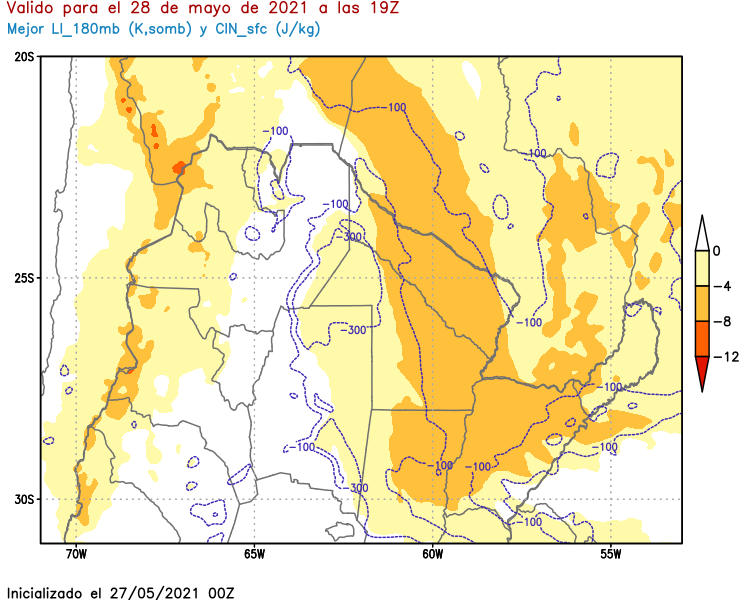 Valido para el 28 de mayo de 2021 a las 19Z
Mejor LI_180mb (K,somb) y CIN_sfc (J/kg)
20S
-100
-100
-100
-100
-300
0
25S
-4
-100
-300
-8
-12
-100
-100
-100
-100
-100
-300
30S
-100
70W 65W 60W 55W
Inicializado el 27/05/2021 00Z